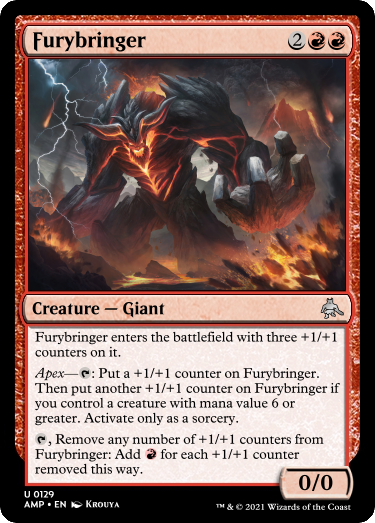 Furybringer 2
Creature — Giant
Furybringer enters the battlefield with three +1/+1
counters on it.
Apex— : Put a +1/+1 counter on Furybringer.
Then put another +1/+1 counter on Furybringer if
you control a creature with mana value 6 or
greater. Activate only as a sorcery.
, Remove any number of +1/+1 counters from
Furybringer: Add for each +1/+1 counter
removed this way.
0/0
U 0129
AMP • EN Krouya
™ & © 2021 Wizards of the Coast